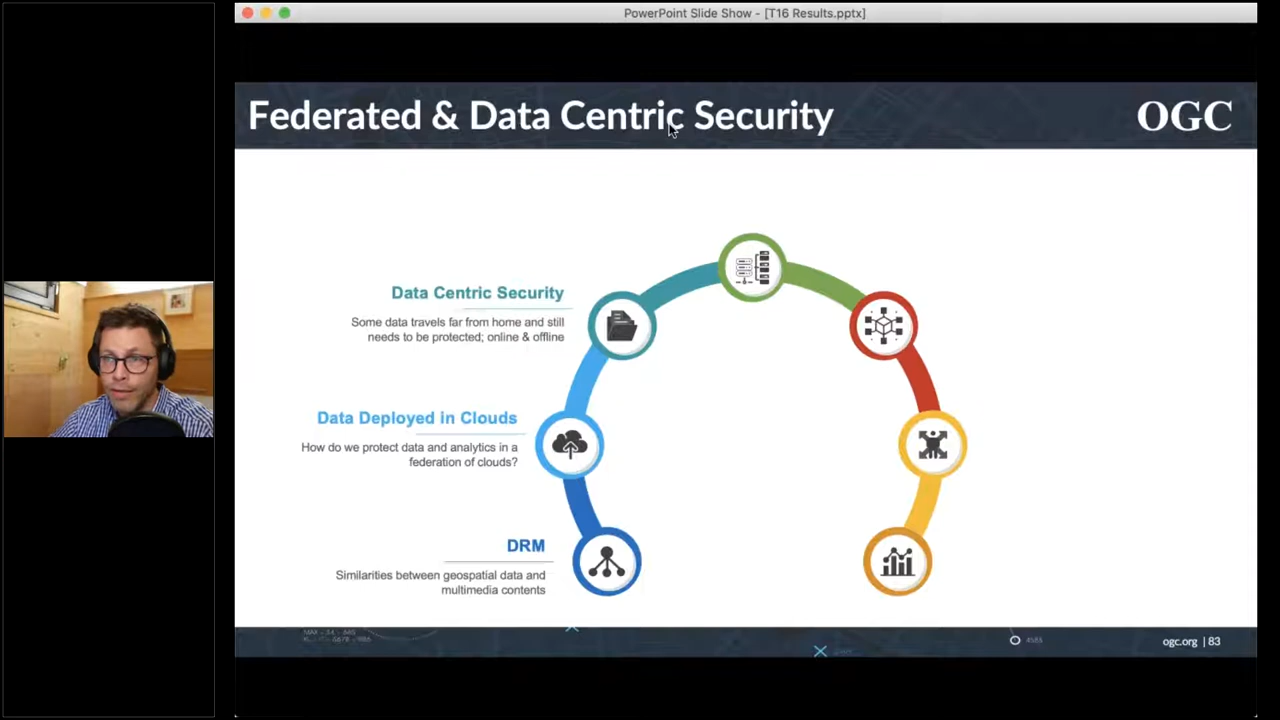 PowerPoint Slide Show - [T16 Results.pptx]
Federated & Data Centric Security
OGC
Data Centric Security
Some data travels far from home and still
needs to be protected; online & offline
Data Deployed in Clouds
How do we protect data and analytics in a
federation of clouds?
DRM
Similarities between geospatial data and
multimedia contents
ogc.org | 83